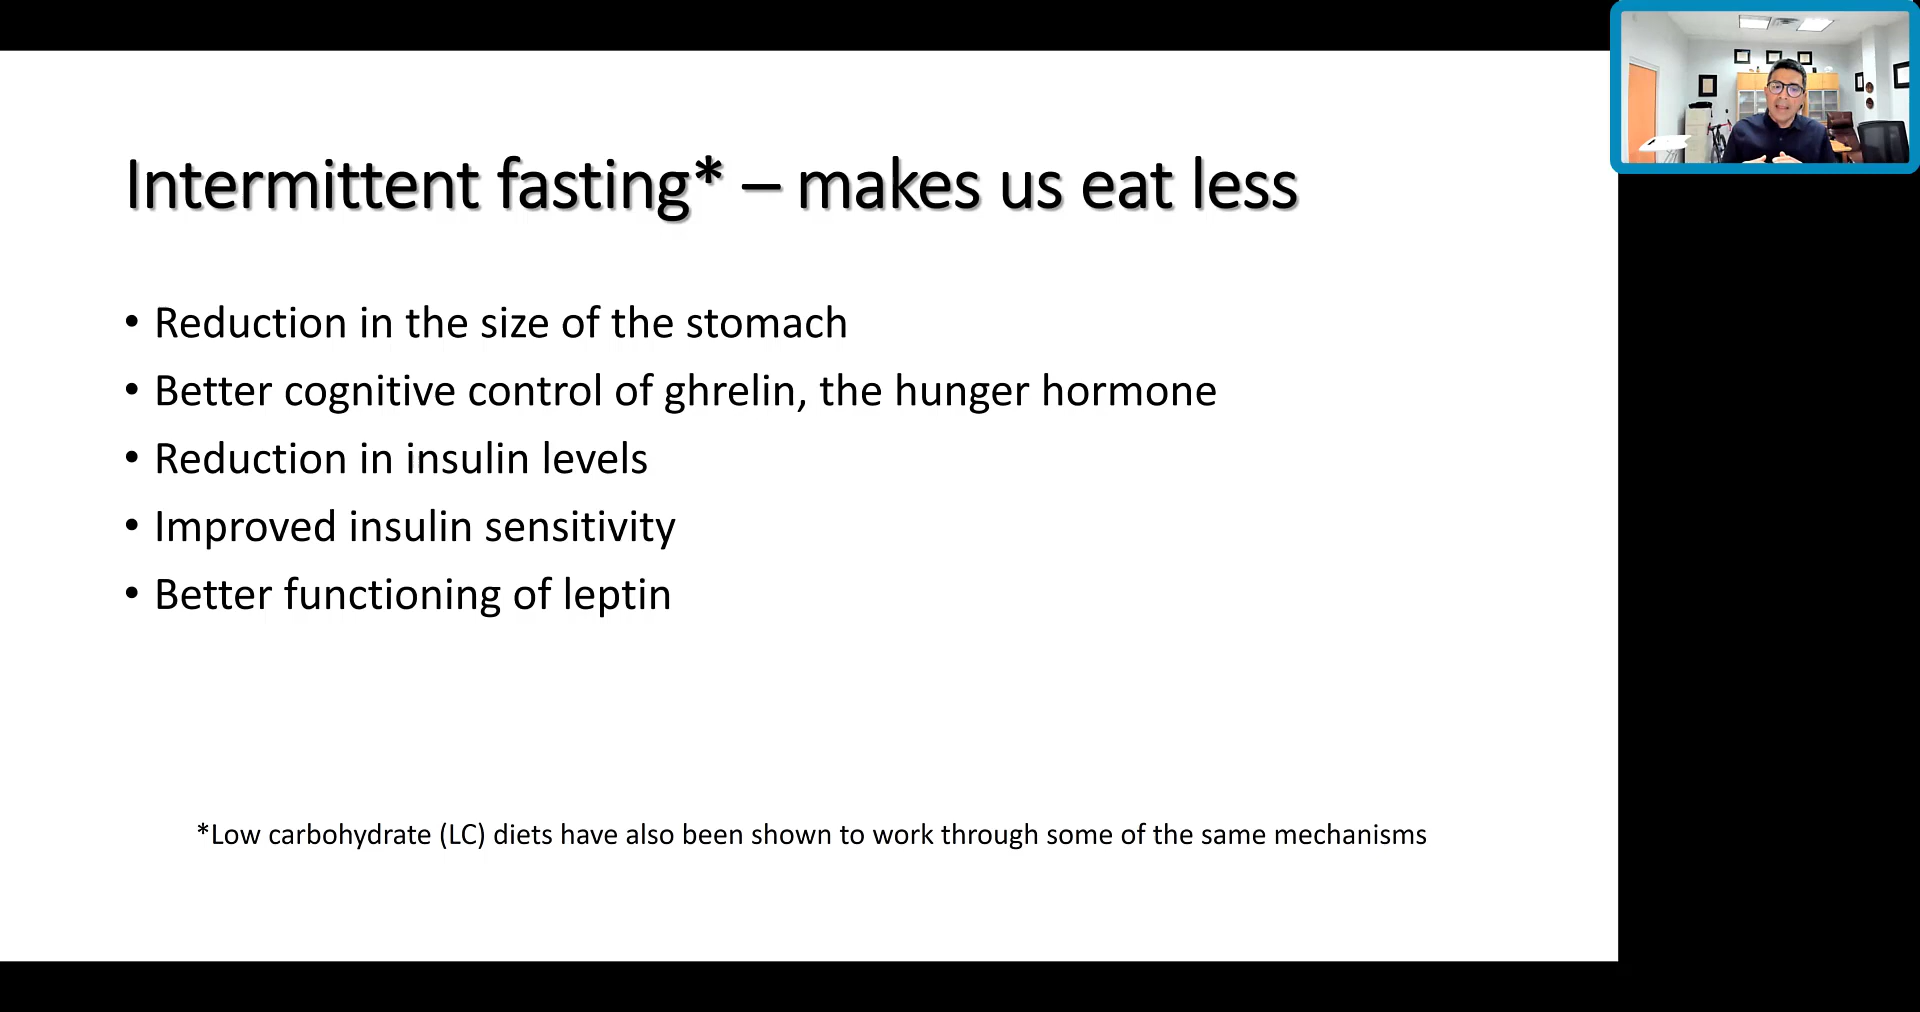 Intermittent fasting* – makes us eat less
• Reduction in the size of the stomach
• Better cognitive control of ghrelin, the hunger hormone
• Reduction in insulin levels
• Improved insulin sensitivity
• Better functioning of leptin
*Low carbohydrate (LC) diets have also been shown to work through some of the same mechanisms